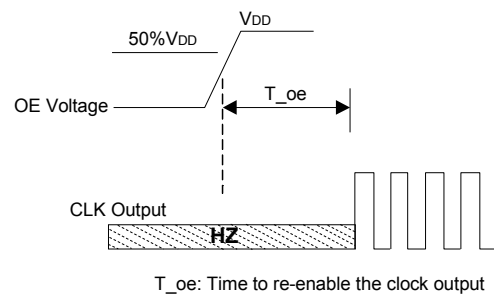 VDD
50%VDD
T_oe
OE Voltage
CLK Output
HZ
T_oe: Time to re-enable the clock output